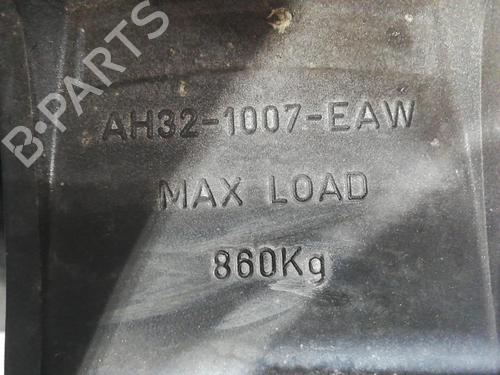 B-PARTS
AH32-1007-EAW
MAX LOAD
860Kg